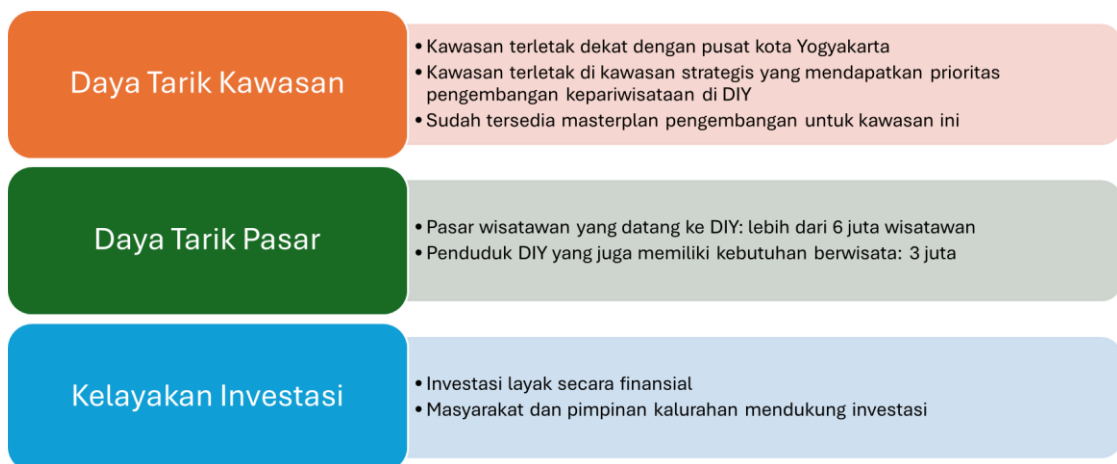 Daya Tarik Kawasan
• Kawasan terletak dekat dengan pusat kota Yogyakarta
• Kawasan terletak di kawasan strategis yang mendapatkan prioritas
pengembangan kepariwisataan di DIY
• Sudah tersedia masterplan pengembangan untuk kawasan ini
Daya Tarik Pasar
• Pasar wisatawan yang datang ke DIY: lebih dari 6 juta wisatawan
• Penduduk DIY yang juga memiliki kebutuhan berwisata: 3 juta
Kelayakan Investasi
• Investasi layak secara finansial
• Masyarakat dan pimpinan kalurahan mendukung investasi